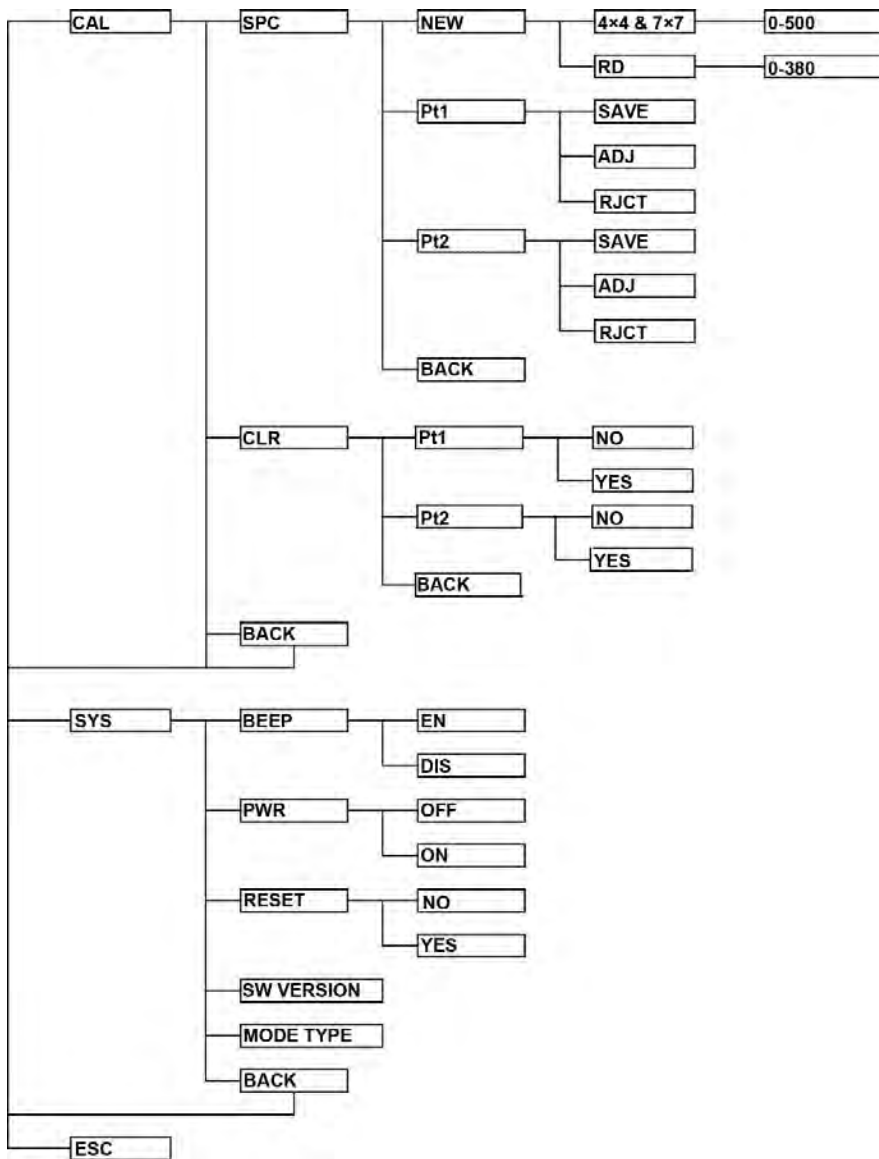 CAL SPC NEW 4×4 & 7×7 0-500
RD 0-380
Pt1 SAVE
ADJ
RJCT
Pt2 SAVE
ADJ
RJCT
BACK
CLR Pt1 NO
YES
Pt2 NO
YES
BACK
BACK
SYS BEEP EN
DIS
PWR OFF
ON
RESET NO
YES
SW VERSION
MODE TYPE
BACK
ESC